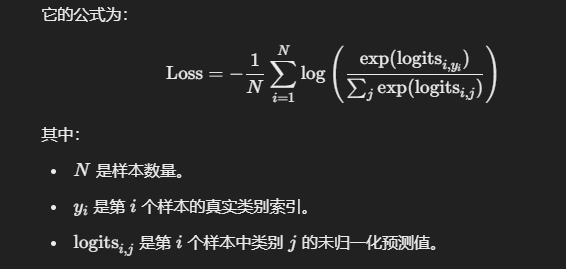 它的公式为：
Loss = −\frac{1}{N} \sum_{i=1}^{N} \log \left( \frac{\exp(\text{logits}_{i,y_i})}{\sum_j \exp(\text{logits}_{i,j})} \right)
其中：
• N 是样本数量。
• y_i 是第 i 个样本的真实类别索引。
• logits_{i,j} 是第 i 个样本中类别 j 的未归一化预测值。